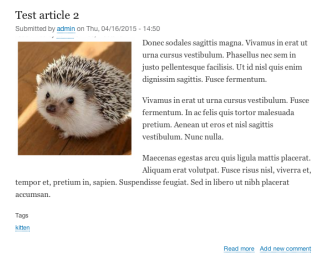 Test article 2
Submitted by admin on Thu, 04/16/2015 - 14:50
Donec sodales sagittis magna. Vivamus in erat ut
urna cursus vestibulum. Phasellus nec sem in
justo pellentesque facilisis. Ut id nisl quis enim
dignissim sagittis. Fusce fermentum.
Vivamus in erat ut urna cursus vestibulum. Fusce
fermentum. In ac felis quis tortor malesuada
pretium. Aenean ut eros et nisl sagittis
vestibulum. Nunc nulla.
Maecenas egestas arcu quis ligula mattis placerat.
Aliquam erat volutpat. Fusce risus nisl, viverra et,
tempor et, pretium in, sapien. Suspendisse feugiat. Sed in libero ut nibh placerat
accumsan.
Tags
kitten
Read more Add new comment